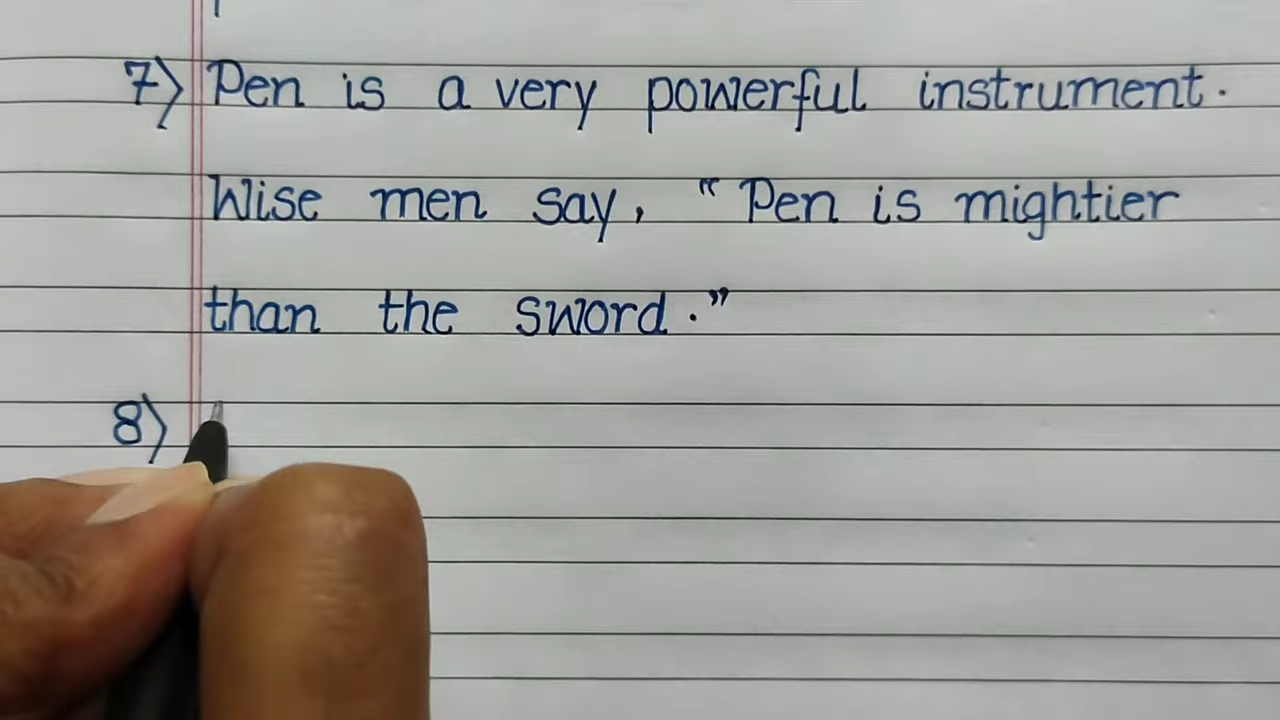 7) Pen is a very powerful instrument.
Wise men say, “Pen is mightier
than the sword.”
8)